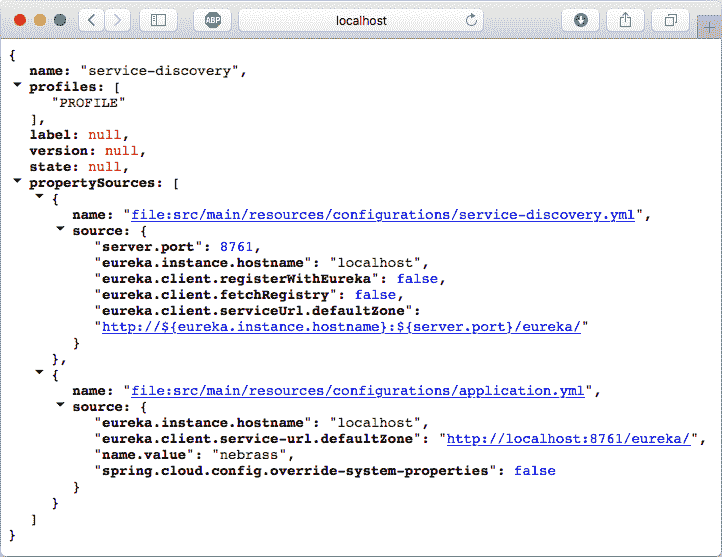 ABP
localhost
{
name: "service-discovery",
profiles: [
"PROFILE"
],
label: null,
version: null,
state: null,
propertySources: [
{
name: "file:src/main/resources/configurations/service-discovery.yml",
source: {
"server.port": 8761,
"eureka.instance.hostname": "localhost",
"eureka.client.registerWithEureka": false,
"eureka.client.fetchRegistry": false,
"eureka.client.serviceUrl.defaultZone":
"http://${eureka.instance.hostname}:${server.port}/eureka/"
}
},
{
name: "file:src/main/resources/configurations/application.yml",
source: {
"eureka.instance.hostname": "localhost",
"eureka.client.service-url.defaultZone": "http://localhost:8761/eureka/",
"name.value": "nebrass",
"spring.cloud.config.override-system-properties": false
}
}
]
}